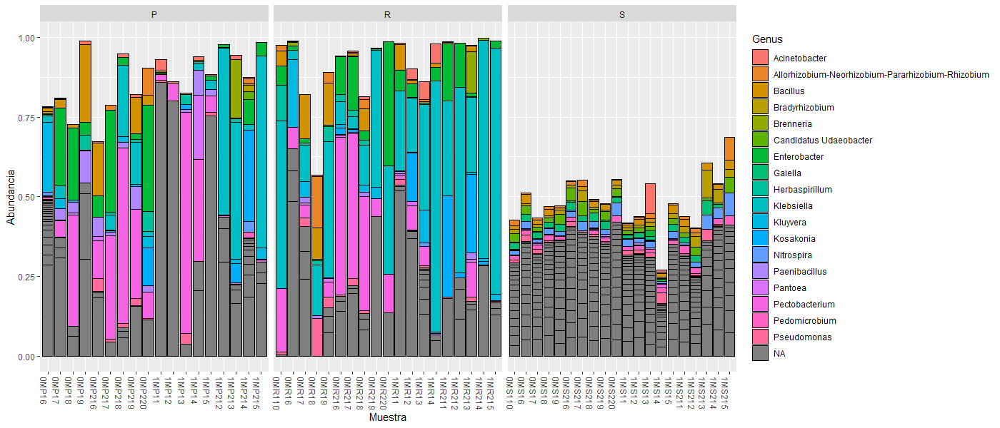 P
R
S
1.00
0.75
0.50
0.25
0.00
Abundancia
0MP16
0MP17
0MP18
0MP19
0MP216
0MP217
0MP218
0MP219
0MP20
1MP11
1MP12
1MP13
1MP14
1MP15
1MP212
1MP213
1MP214
1MP215
0MR110
0MR16
0MR17
0MR18
0MR19
0MR216
0MR217
0MR218
0MR219
0MR220
1MR11
1MR12
1MR13
1MR14
1MR211
1MR212
1MR213
1MR214
1MR215
0MS110
0MS16
0MS17
0MS18
0MS19
0MS216
0MS217
0MS218
0MS219
0MS20
1MS11
1MS12
1MS13
1MS14
1MS15
1MS211
1MS212
1MS213
1MS214
1MS215
Muestra
Genus
Acinetobacter
Allorhizobium-Neorhizobium-Pararhizobium-Rhizobium
Bacillus
Bradyrhizobium
Brenneria
Candidatus Udaeobacter
Enterobacter
Gaiella
Herbaspirillum
Klebsiella
Kluyvera
Kosakonia
Nitrospira
Paenibacillus
Pantoea
Pectobacterium
Pedomicrobium
Pseudomonas
NA